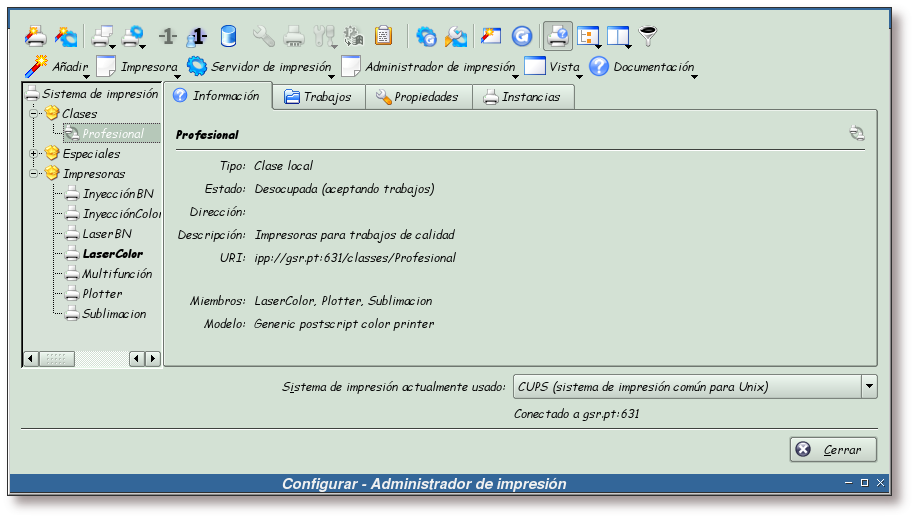 Añadir Impresora Servidor de impresión Administrador de impresión Vista Documentación
Sistema de impresión
Clases
Profesional
Especiales
Impresoras
InyecciónBN
InyecciónColor
LaserBN
LaserColor
Multifunción
Plotter
Sublimacion
Información Trabajos Propiedades Instancias
Profesional
Tipo: Clase local
Estado: Desocupada (aceptando trabajos)
Dirección:
Descripción: Impresoras para trabajos de calidad
URI: ipp://gsr.pt:631/classes/Profesional
Miembros: LaserColor, Plotter, Sublimacion
Modelo: Generic postscript color printer
Sistema de impresión actualmente usado: CUPS (sistema de impresión común para Unix)
Conectado a gsr.pt:631
Cerrar
Configurar - Administrador de impresión